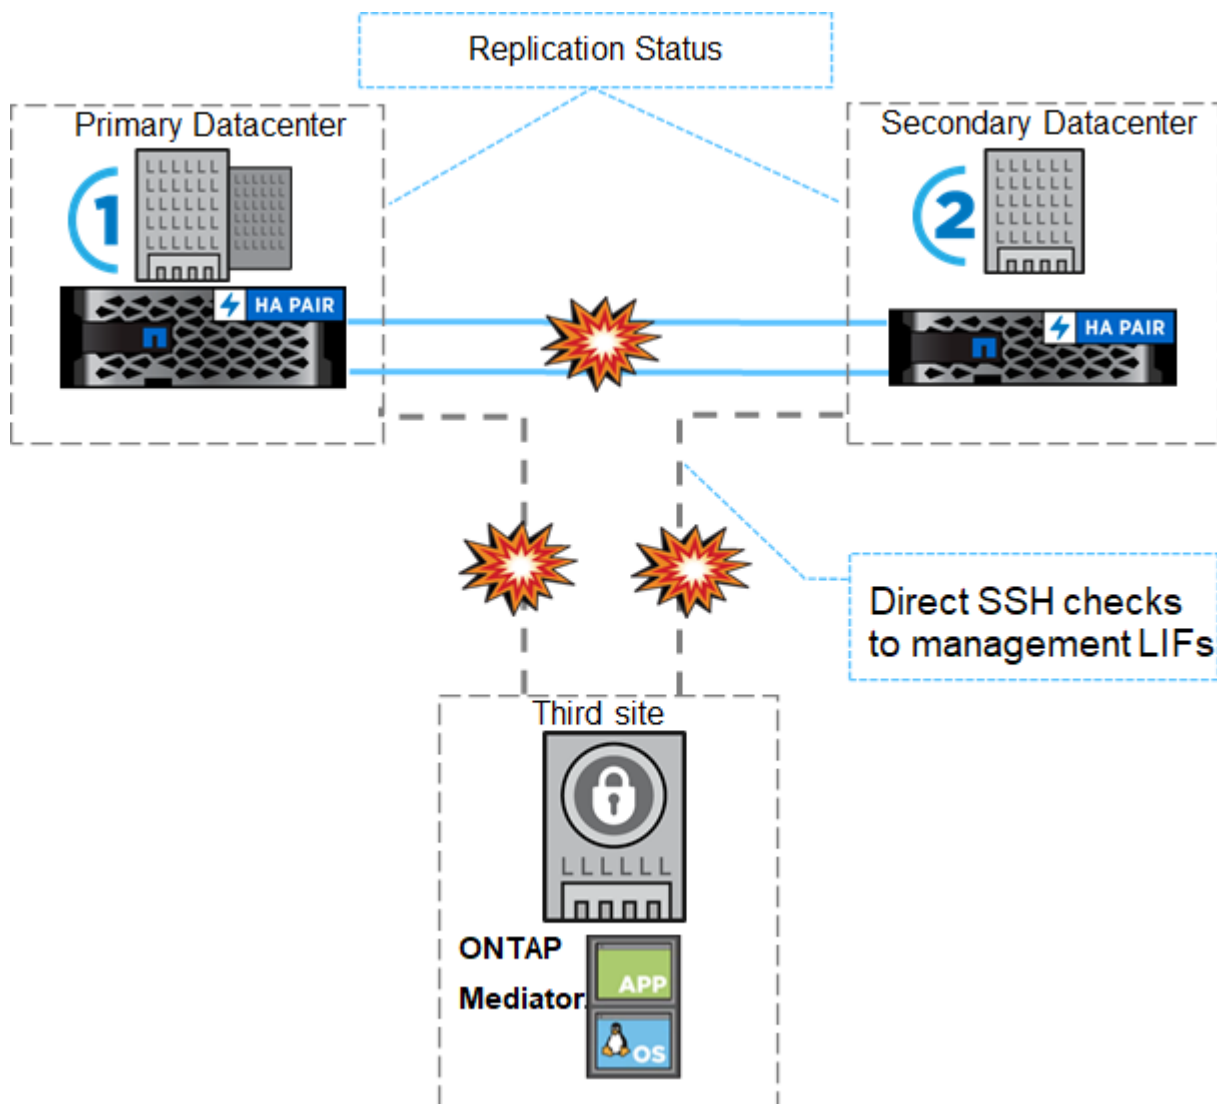 Replication Status
Primary Datacenter
Secondary Datacenter
1
2
HA PAIR
HA PAIR
Direct SSH checks
to management LIFs
Third site
ONTAP
Mediator
APP
OS